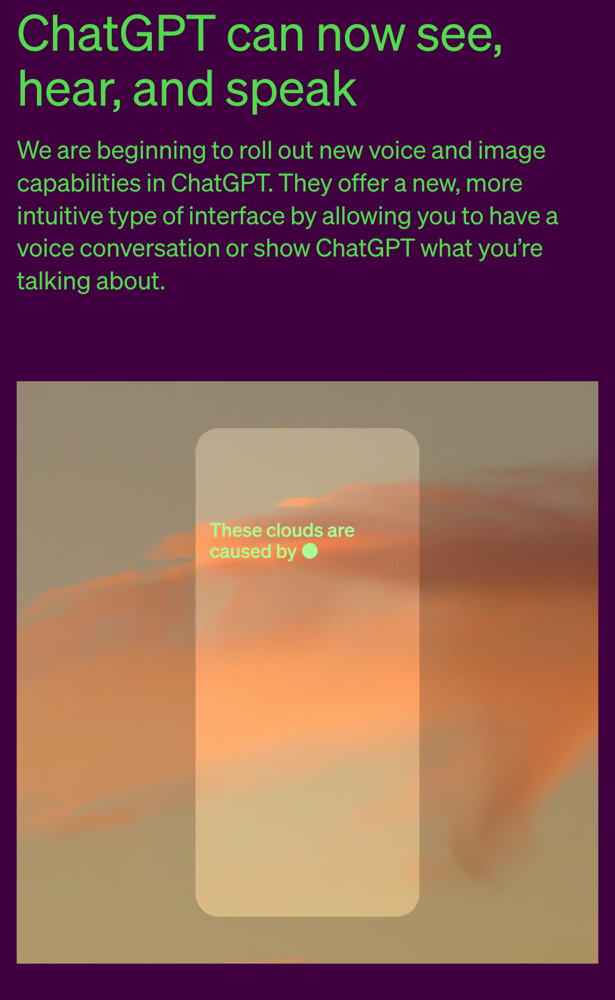 ChatGPT can now see,
hear, and speak
We are beginning to roll out new voice and image
capabilities in ChatGPT. They offer a new, more
intuitive type of interface by allowing you to have a
voice conversation or show ChatGPT what you’re
talking about.
These clouds are
caused by